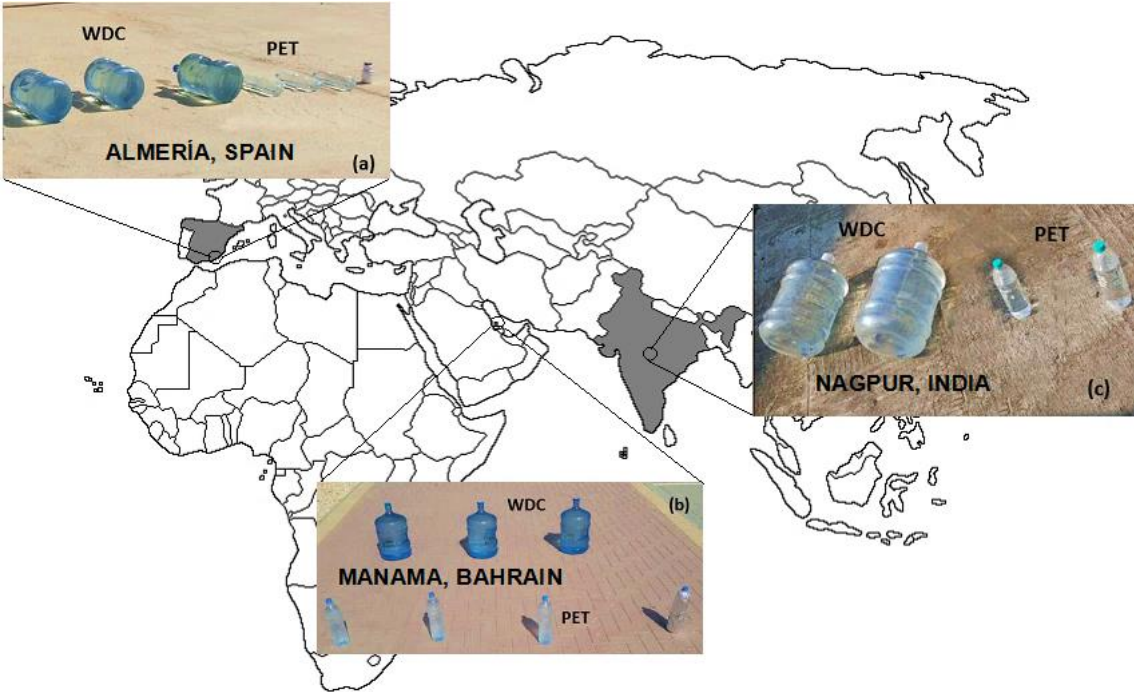 WDC
PET
ALMERÍA, SPAIN
(a)
WDC
PET
NAGPUR, INDIA
(c)
WDC
(b)
MANAMA, BAHRAIN
PET